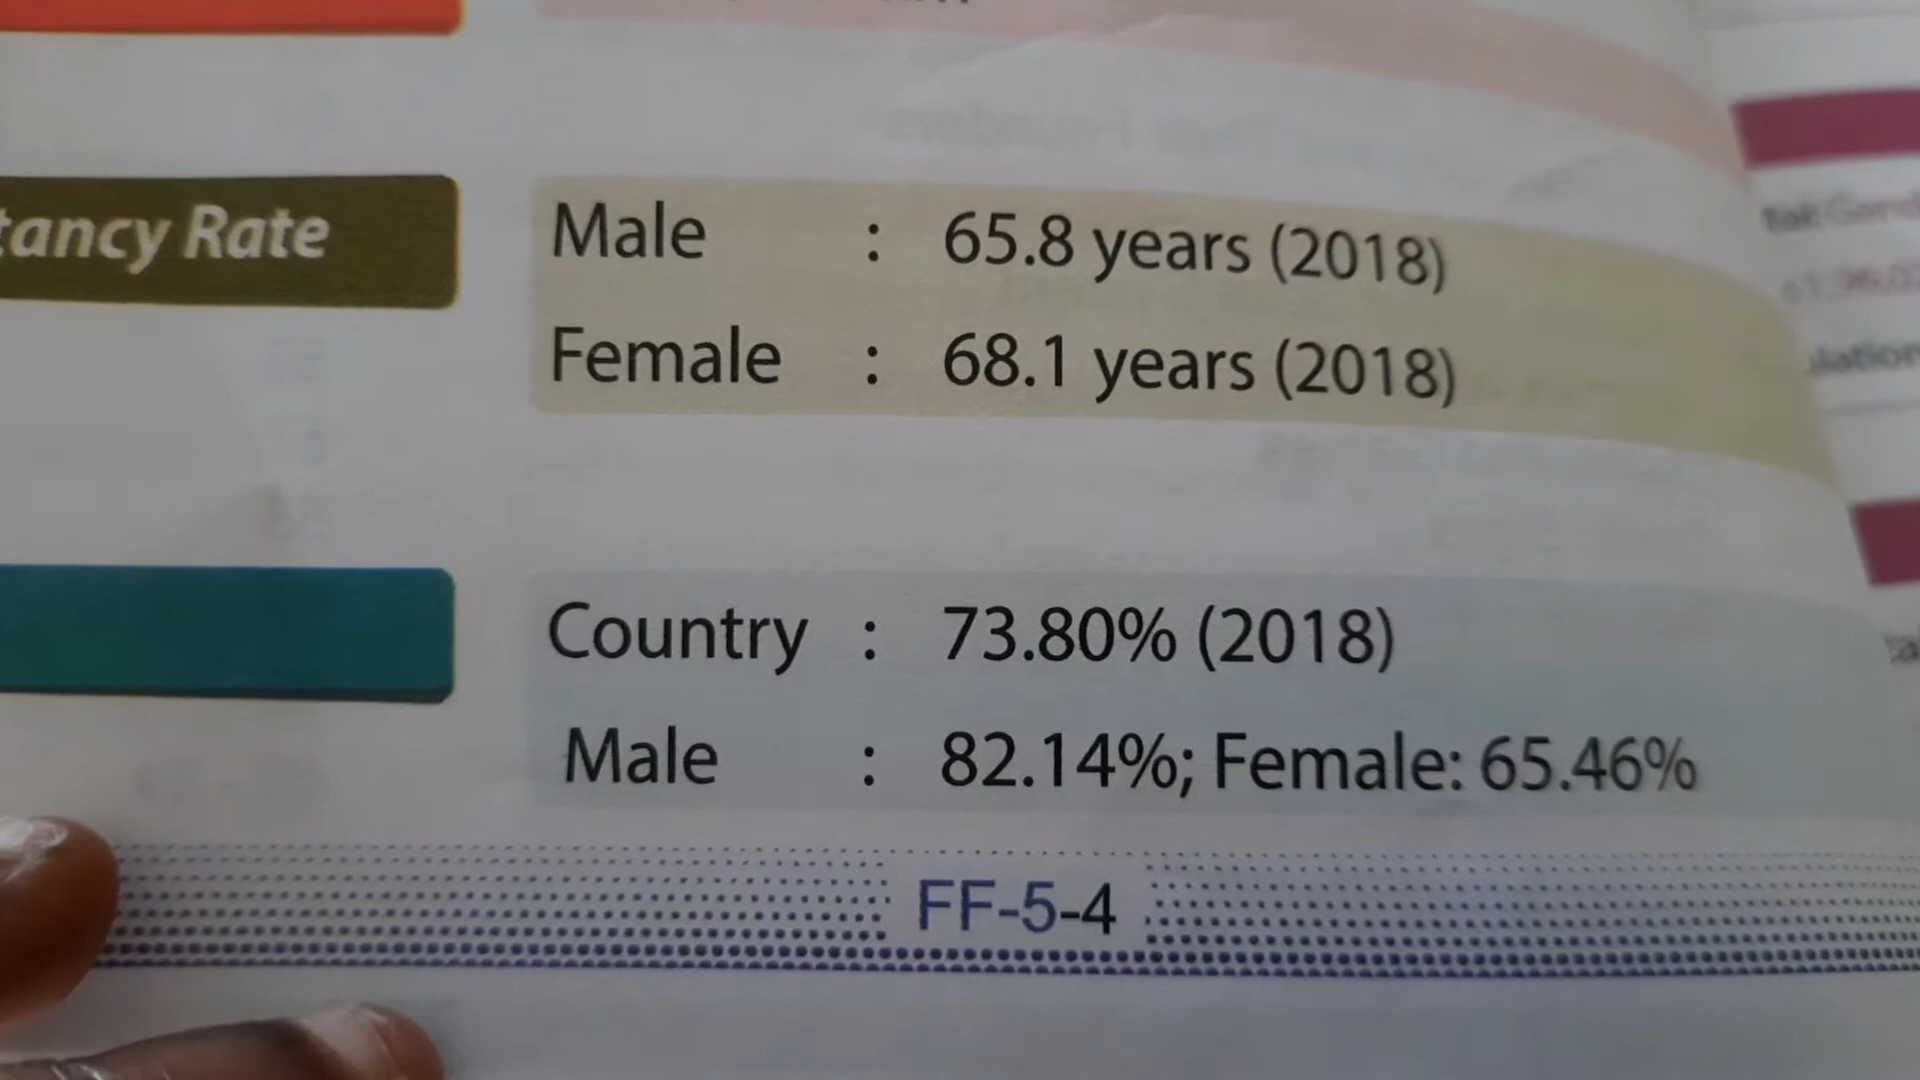 tancy Rate
Male : 65.8 years (2018)
Female : 68.1 years (2018)
Country : 73.80% (2018)
Male : 82.14%; Female: 65.46%
FF-5-4